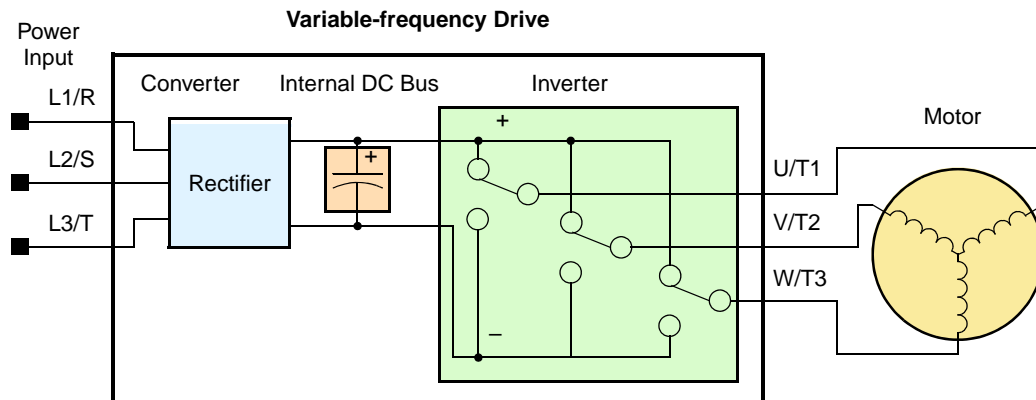 Variable-frequency Drive
Power
Input
Converter
Internal DC Bus
Inverter
Motor
L1/R
L2/S
L3/T
Rectifier
+
+
–
U/T1
V/T2
W/T3